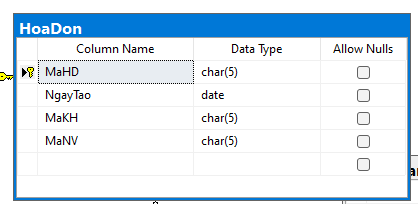 HoaDon
Column Name Data Type Allow Nulls
MaHD char(5)
NgayTao date
MaKH char(5)
MaNV char(5)